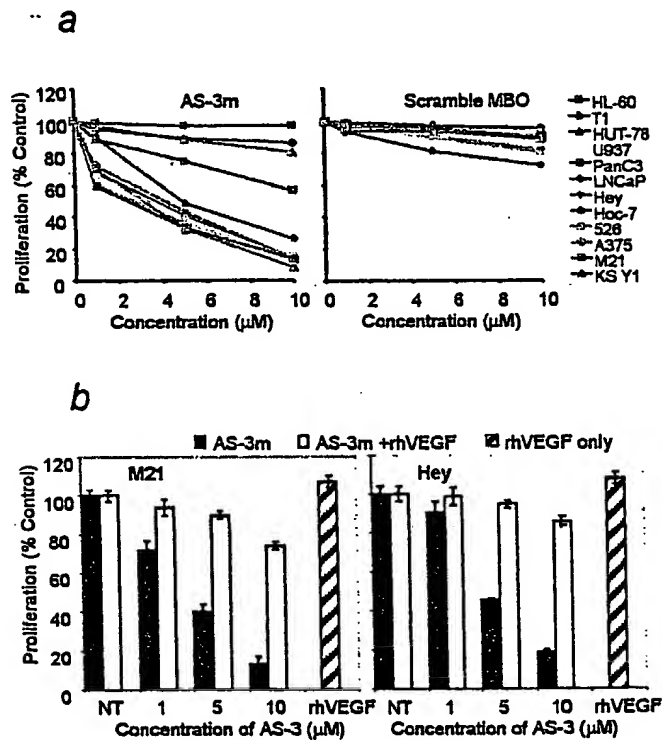 a
AS-3m
Scramble MBO
Proliferation (% Control)
120
100
80
60
40
20
0
0 2 4 6 8 10
0 2 4 6 8 10
Concentration (µM)
Concentration (µM)
HL-60
T1
HUT-78
U937
PanC3
LNCaP
Hey
Hoc-7
526
A375
M21
KS Y1
b
AS-3m AS-3m +rhVEGF rhVEGF only
M21
Hey
Proliferation (% Control)
120
100
80
60
40
20
0
NT 1 5 10 rhVEGF
NT 1 5 10 rhVEGF
Concentration of AS-3 (µM)
Concentration of AS-3 (µM)